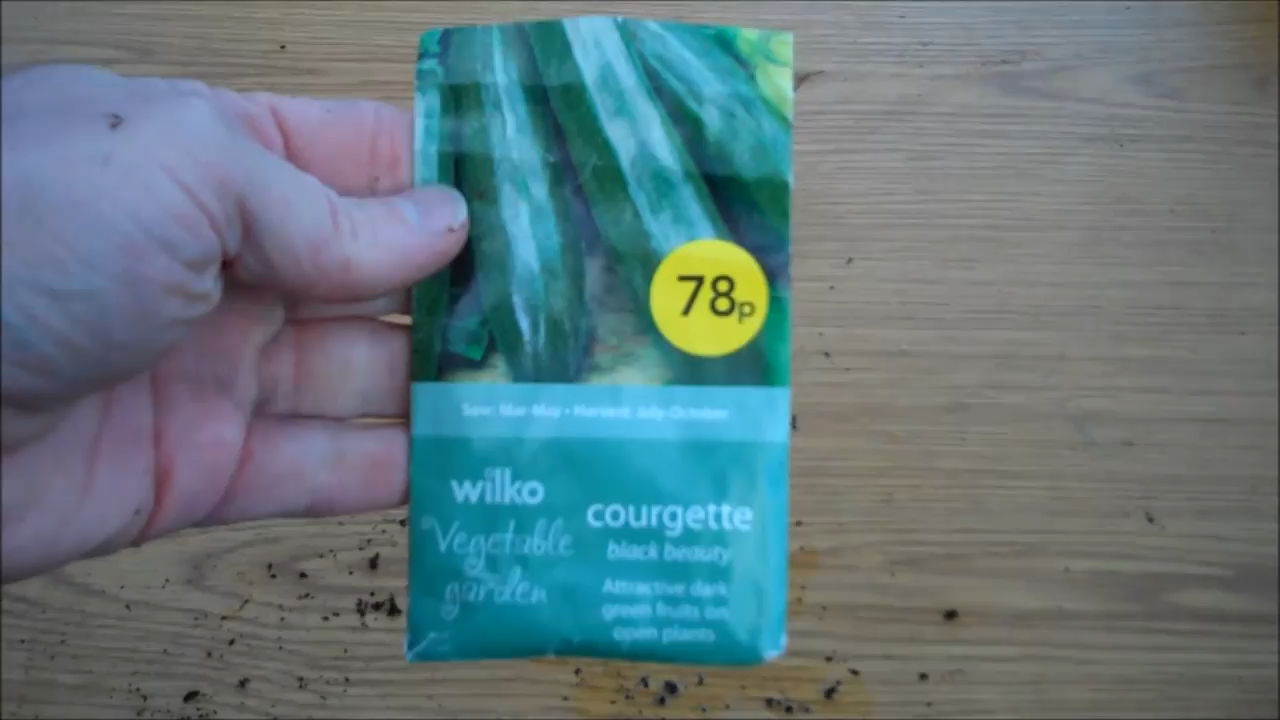 78p
Sow: Mar-May • Harvest: July-October
wilko
Vegetable
garden
courgette
black beauty
Attractive dark
green fruits on
open plants